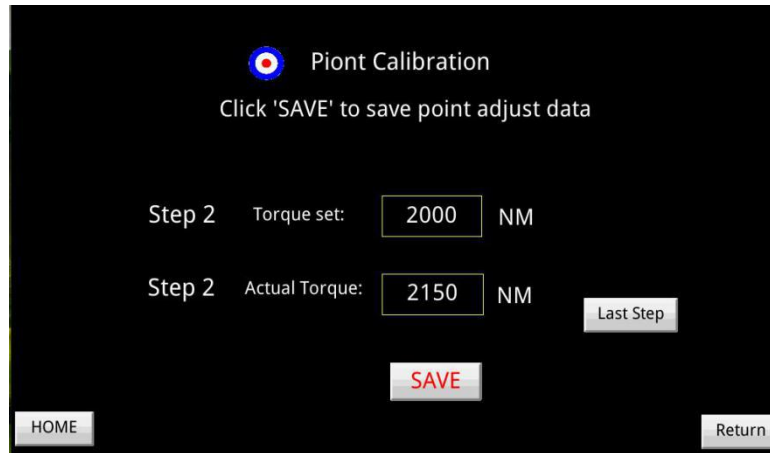 Piont Calibration
Click 'SAVE' to save point adjust data
Step 2 Torque set: 2000 NM
Step 2 Actual Torque: 2150 NM
Last Step
SAVE
HOME
Return